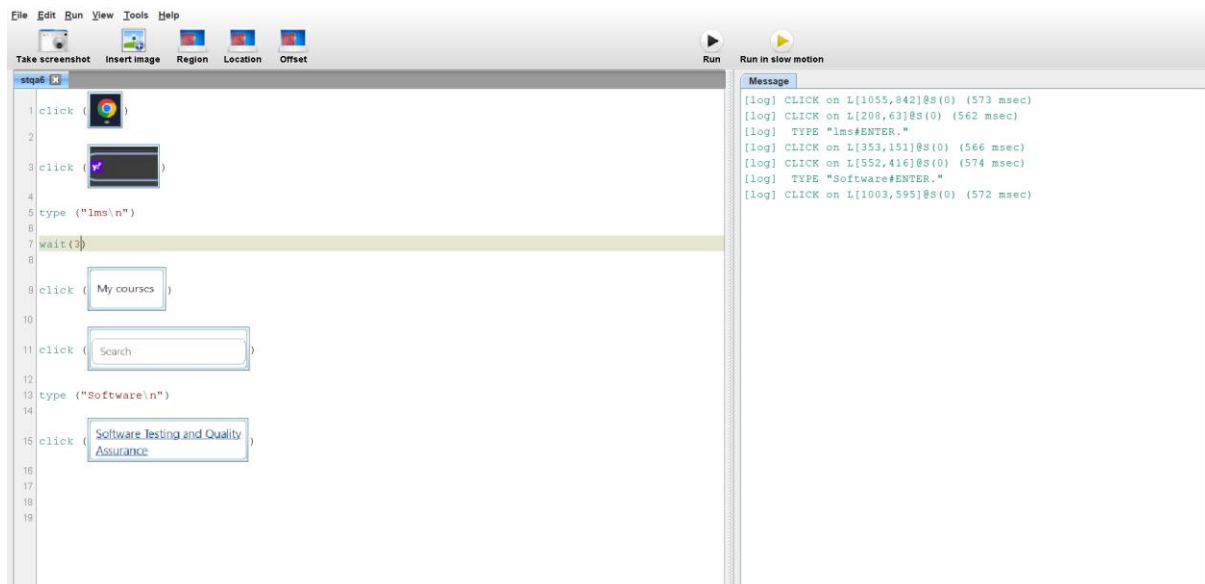 File Edit Run View Tools Help
Take screenshot Insert image Region Location Offset Run Run in slow motion
stqa6
Message
1 click ( )
2
3 click ( )
4
5 type ("lms\n")
6
7 wait(3)
8
9 click ( My courses )
10
11 click ( Search )
12
13 type ("Software\n")
14
15 click ( Software Testing and Quality
Assurance )
16
17
18
19
[log] CLICK on L[1055,842]@S(0) (573 msec)
[log] CLICK on L[208,63]@S(0) (562 msec)
[log] TYPE "lms#ENTER."
[log] CLICK on L[353,151]@S(0) (566 msec)
[log] CLICK on L[552,416]@S(0) (574 msec)
[log] TYPE "Software#ENTER."
[log] CLICK on L[1003,595]@S(0) (572 msec)